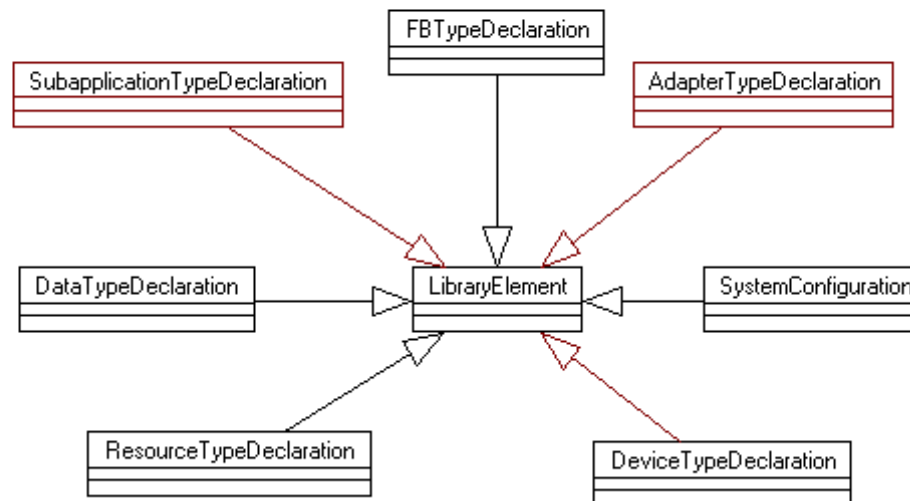 FBTypeDeclaration
SubapplicationTypeDeclaration
AdapterTypeDeclaration
DataTypeDeclaration
LibraryElement
SystemConfiguration
ResourceTypeDeclaration
DeviceTypeDeclaration